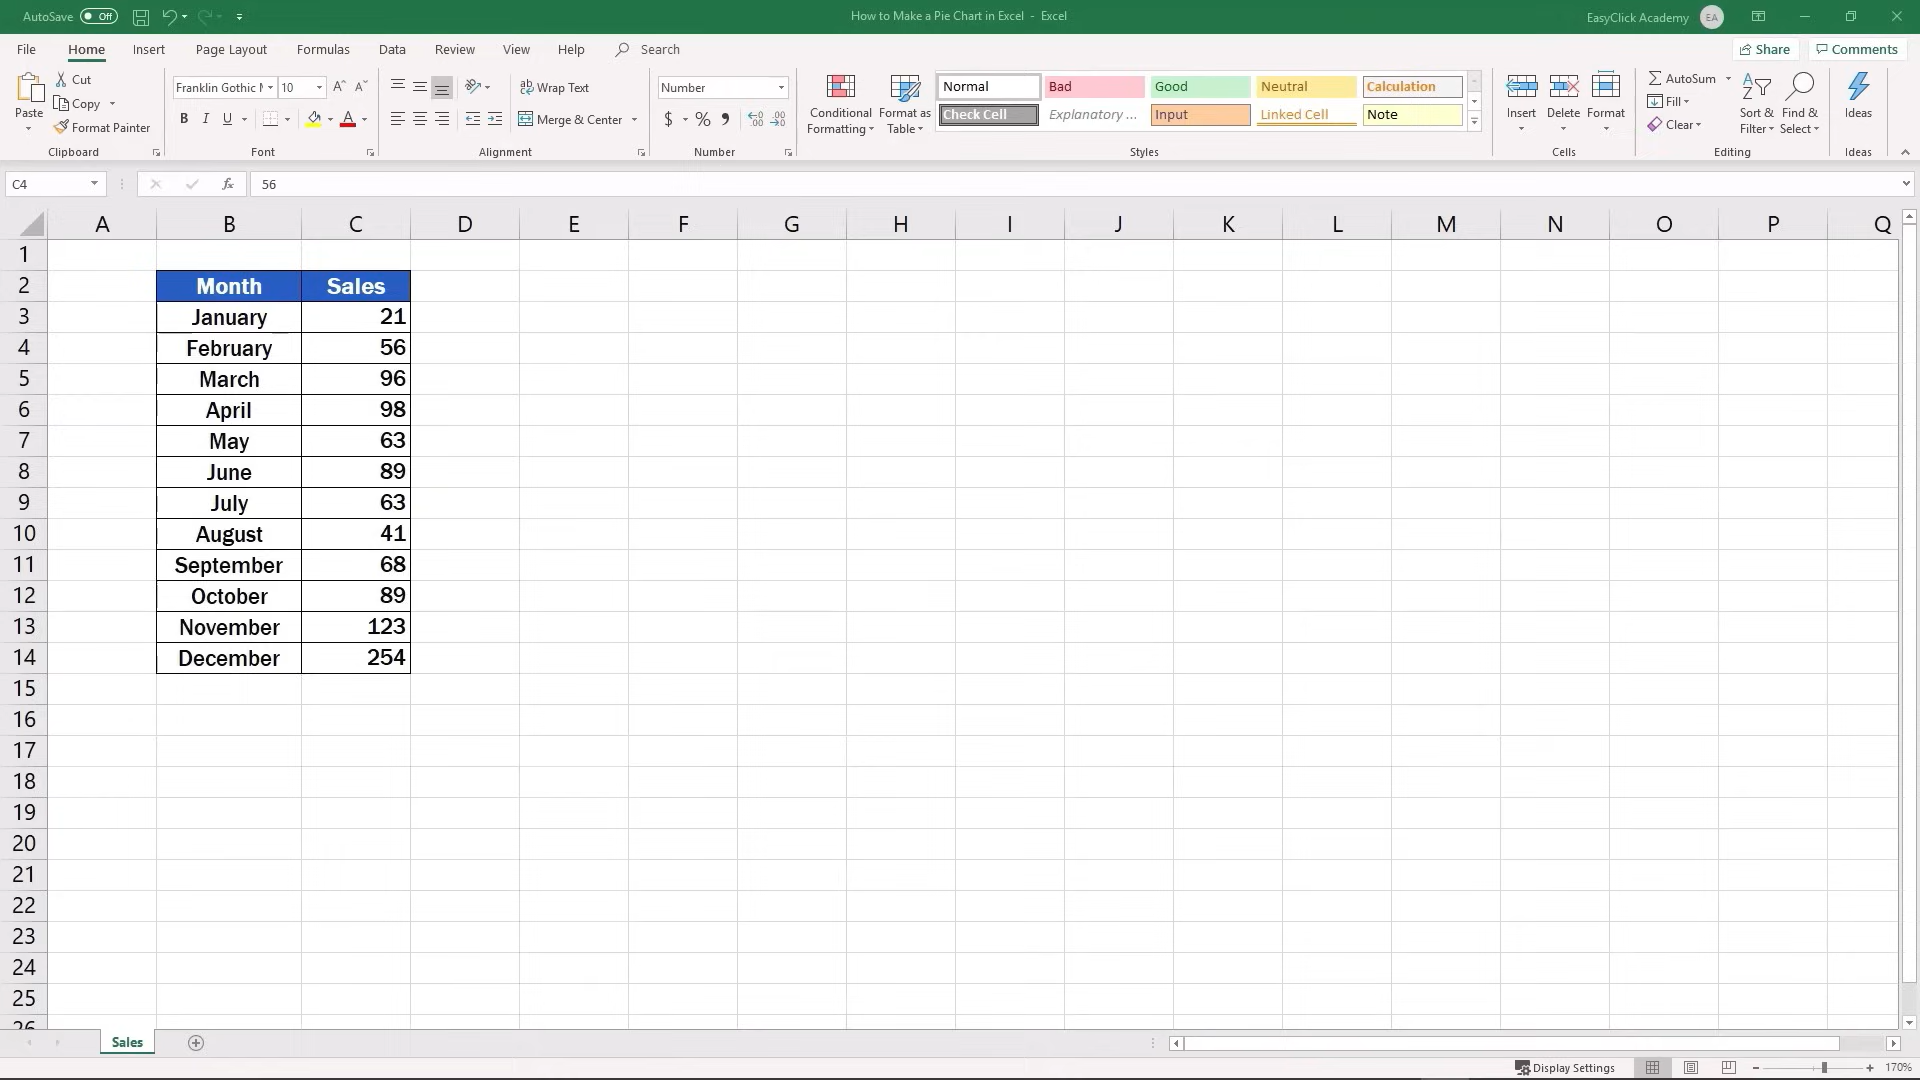 AutoSave Off
How to Make a Pie Chart in Excel - Excel
EasyClick Academy EA
File Home Insert Page Layout Formulas Data Review View Help Search
Share Comments
Paste
Cut
Copy
Format Painter
Clipboard
Franklin Gothic M 10
B I U
Font
Wrap Text
Merge & Center
Alignment
Number
$ % 9
Number
Conditional Formatting
Format as Table
Normal Bad Good Neutral Calculation
Check Cell Explanatory ... Input Linked Cell Note
Styles
Insert Delete Format
Cells
AutoSum
Fill
Clear
Sort & Filter
Find & Select
Editing
Ideas
Ideas
C4 fx 56
A B C D E F G H I J K L M N O P Q
1
2 Month Sales
3 January 21
4 February 56
5 March 96
6 April 98
7 May 63
8 June 89
9 July 63
10 August 41
11 September 68
12 October 89
13 November 123
14 December 254
15
16
17
18
19
20
21
22
23
24
25
26
Sales
Display Settings 170%